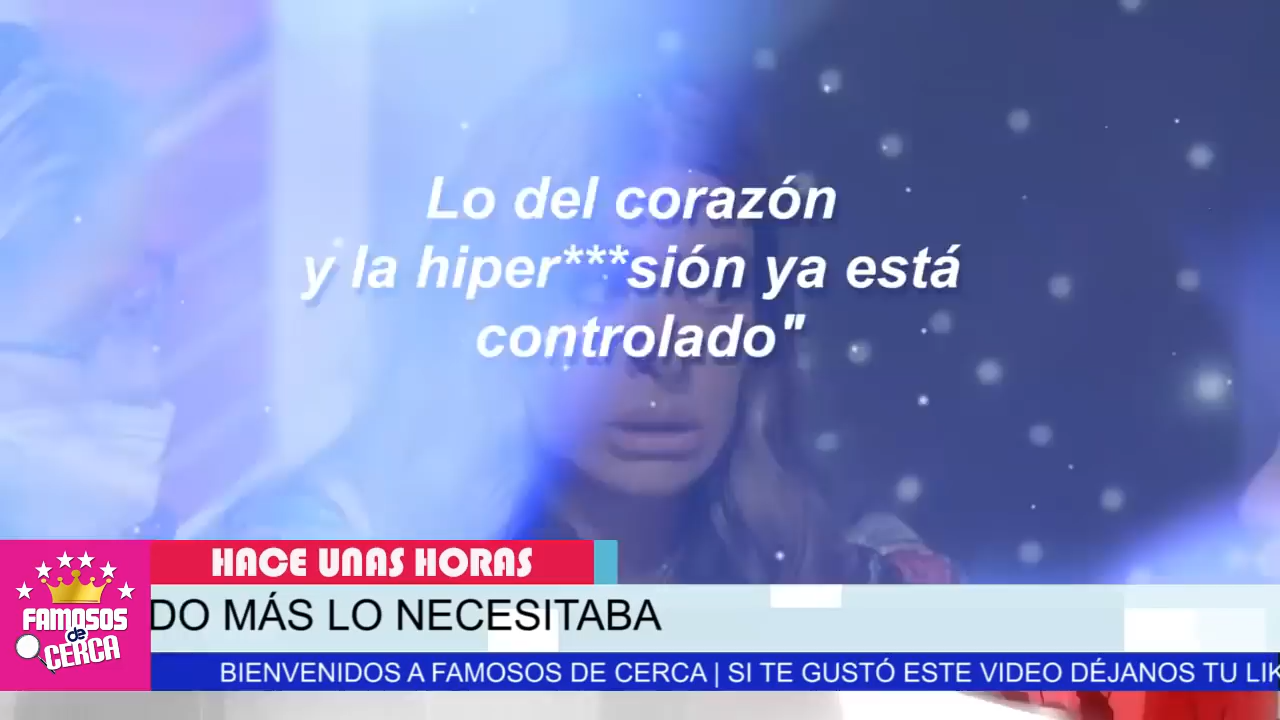 Lo del corazón
y la hiper***sión ya está
controlado"
HACE UNAS HORAS
FAMOSOS
de
CERCA
DO MÁS LO NECESITABA
BIENVENIDOS A FAMOSOS DE CERCA | SI TE GUSTÓ ESTE VIDEO DÉJANOS TU LIK